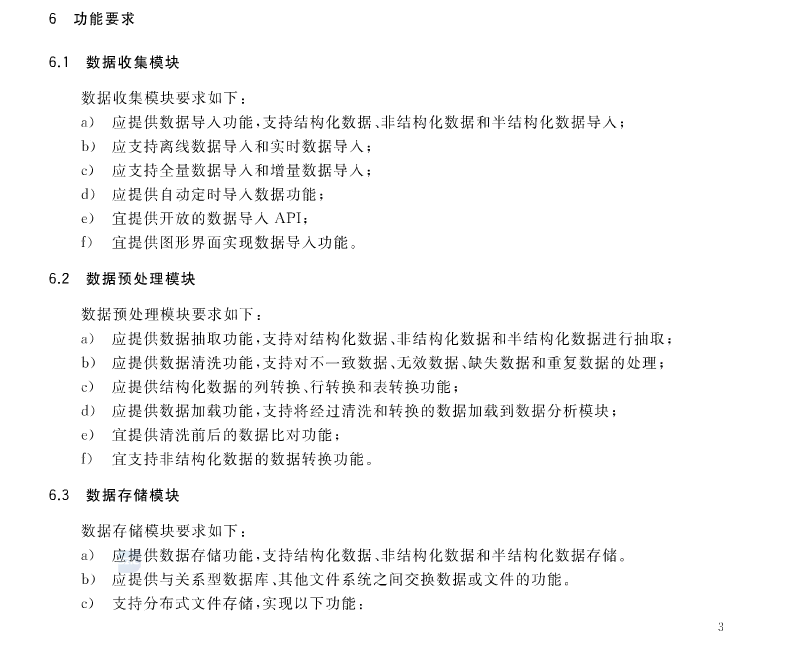 6 功能要求
6.1 数据收集模块
数据收集模块要求如下:
a) 应提供数据导入功能,支持结构化数据、非结构化数据和半结构化数据导入;
b) 应支持离线数据导入和实时数据导入;
c) 应支持全量数据导入和增量数据导入;
d) 应提供自动定时导入数据功能;
e) 宜提供开放的数据导入 API;
f) 宜提供图形界面实现数据导入功能。
6.2 数据预处理模块
数据预处理模块要求如下:
a) 应提供数据抽取功能,支持对结构化数据、非结构化数据和半结构化数据进行抽取;
b) 应提供数据清洗功能,支持对不一致数据、无效数据、缺失数据和重复数据的处理;
c) 应提供结构化数据的列转换、行转换和表转换功能;
d) 应提供数据加载功能,支持将经过清洗和转换的数据加载到数据分析模块;
e) 宜提供清洗前后的数据比对功能;
f) 宜支持非结构化数据的数据转换功能。
6.3 数据存储模块
数据存储模块要求如下:
a) 应提供数据存储功能,支持结构化数据、非结构化数据和半结构化数据存储。
b) 应提供与关系型数据库、其他文件系统之间交换数据或文件的功能。
c) 支持分布式文件存储,实现以下功能:
3